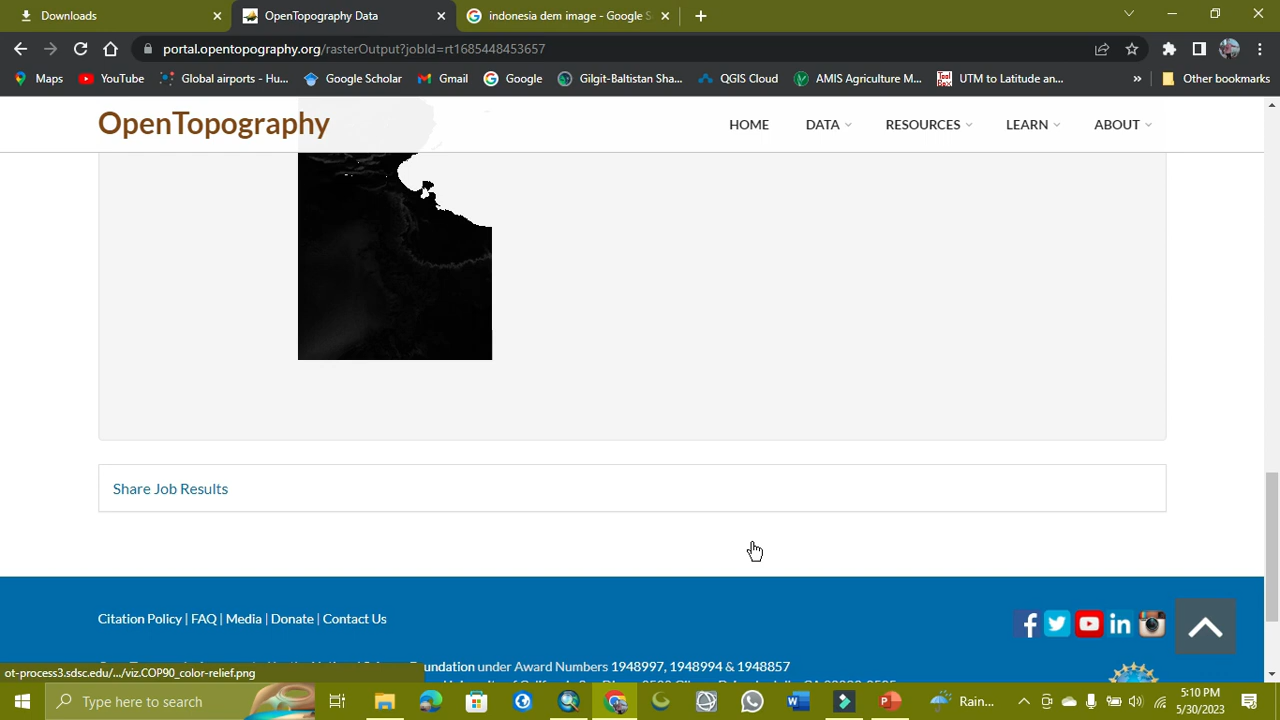 Downloads
OpenTopography Data
indonesia dem image - Google S
portal.opentopography.org/rasterOutput?jobId=rt1685448453657
Maps
YouTube
Global airports - Hu...
Google Scholar
Gmail
Google
Gilgit-Baltistan Sha...
QGIS Cloud
AMIS Agriculture M...
UTM to Latitude an...
»
Other bookmarks
OpenTopography
HOME
DATA
RESOURCES
LEARN
ABOUT
Share Job Results
Citation Policy | FAQ | Media | Donate | Contact Us
Foundation under Award Numbers 1948997, 1948994 & 1948857
ot-process3.sdsc.edu/.../viz.COP90_color-relief.png
Type here to search
Rain...
5:10 PM
5/30/2023